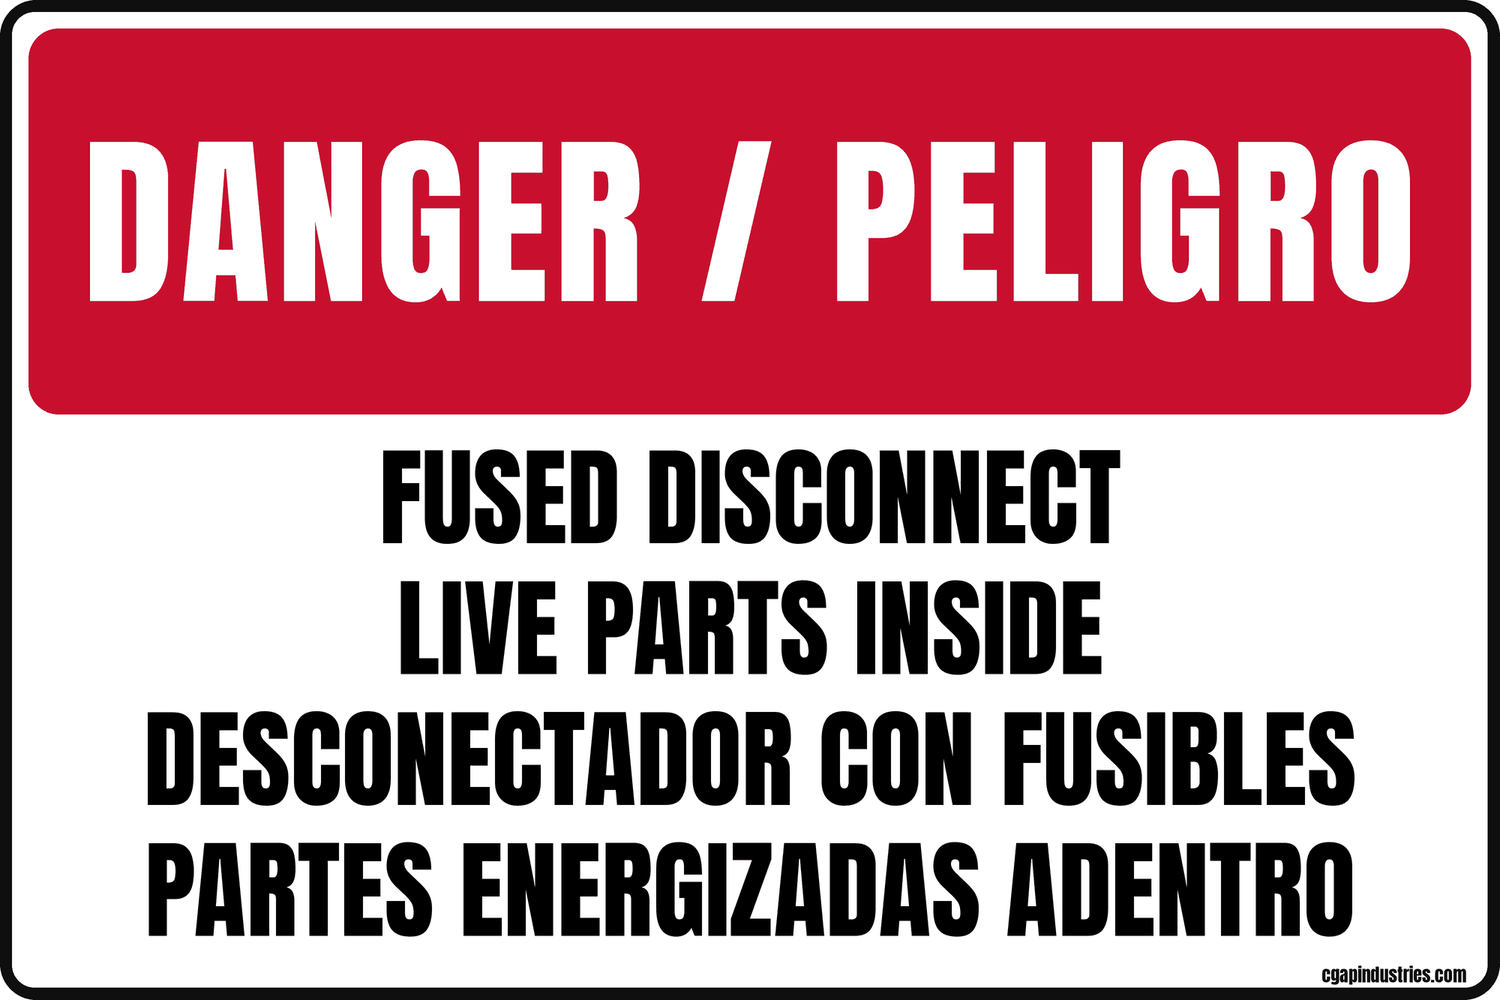 DANGER / PELIGRO
FUSED DISCONNECT
LIVE PARTS INSIDE
DESCONECTADOR CON FUSIBLES
PARTES ENERGIZADAS ADENTRO
cgapindustries.com